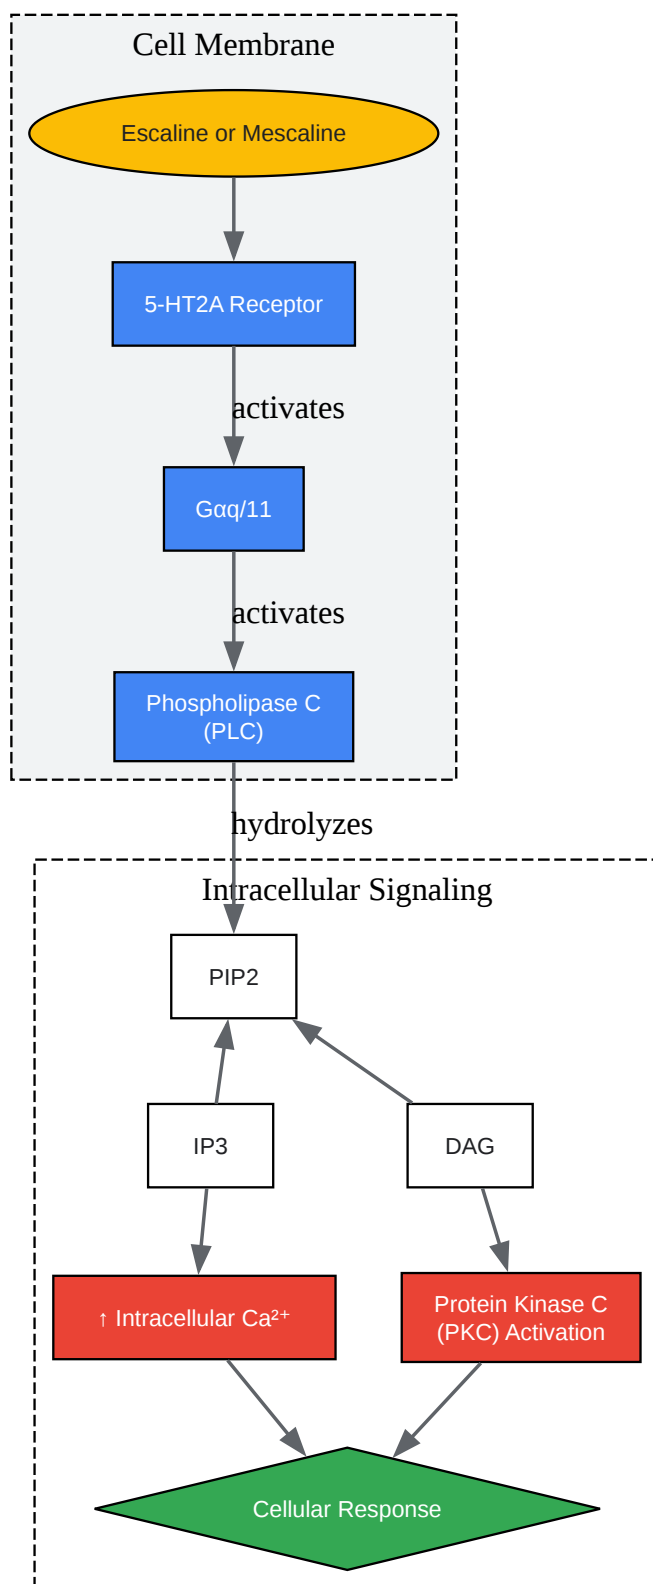 Cell Membrane
Escaline or Mescaline
5-HT2A Receptor
activates
Gαq/11
activates
Phospholipase C
(PLC)
hydrolyzes
Intracellular Signaling
PIP2
IP3
DAG
↑ Intracellular Ca²⁺
Protein Kinase C
(PKC) Activation
Cellular Response